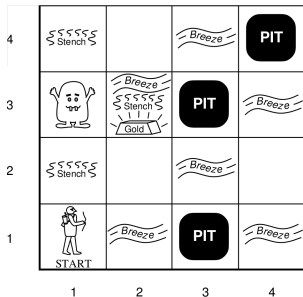 4
Stench
Breeze
PIT
3
Breeze
Stench
Gold
PIT
Breeze
2
Stench
Breeze
1
START
Breeze
PIT
Breeze
1 2 3 4